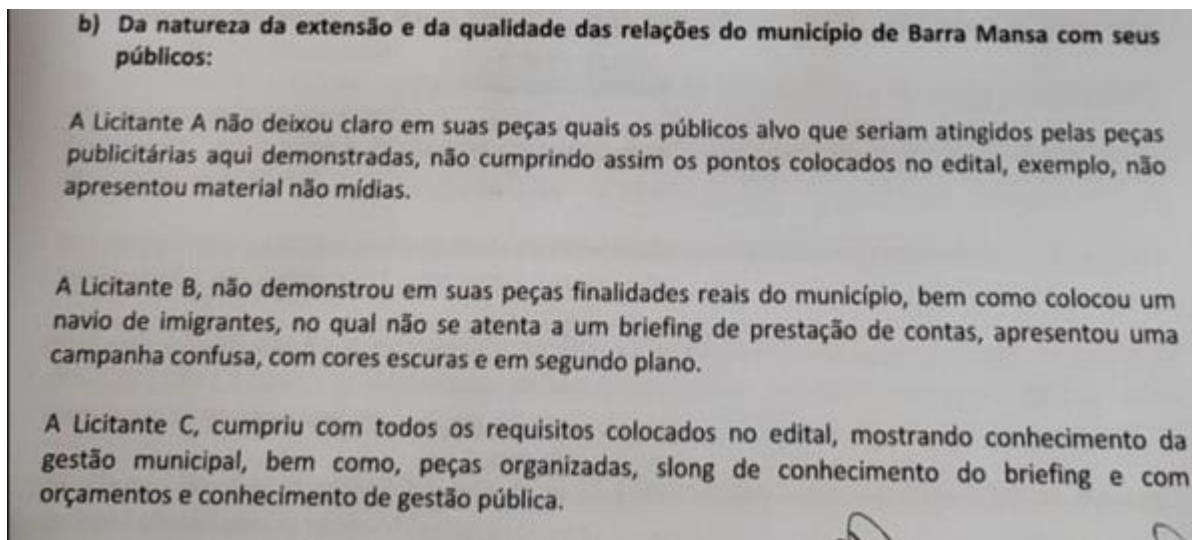 b) Da natureza da extensão e da qualidade das relações do município de Barra Mansa com seus
públicos:
A Licitante A não deixou claro em suas peças quais os públicos alvo que seriam atingidos pelas peças
publicitárias aqui demonstradas, não cumprindo assim os pontos colocados no edital, exemplo, não
apresentou material não mídias.
A Licitante B, não demonstrou em suas peças finalidades reais do município, bem como colocou um
navio de imigrantes, no qual não se atenta a um briefing de prestação de contas, apresentou uma
campanha confusa, com cores escuras e em segundo plano.
A Licitante C, cumpriu com todos os requisitos colocados no edital, mostrando conhecimento da
gestão municipal, bem como, peças organizadas, slong de conhecimento do briefing e com
orçamentos e conhecimento de gestão pública.